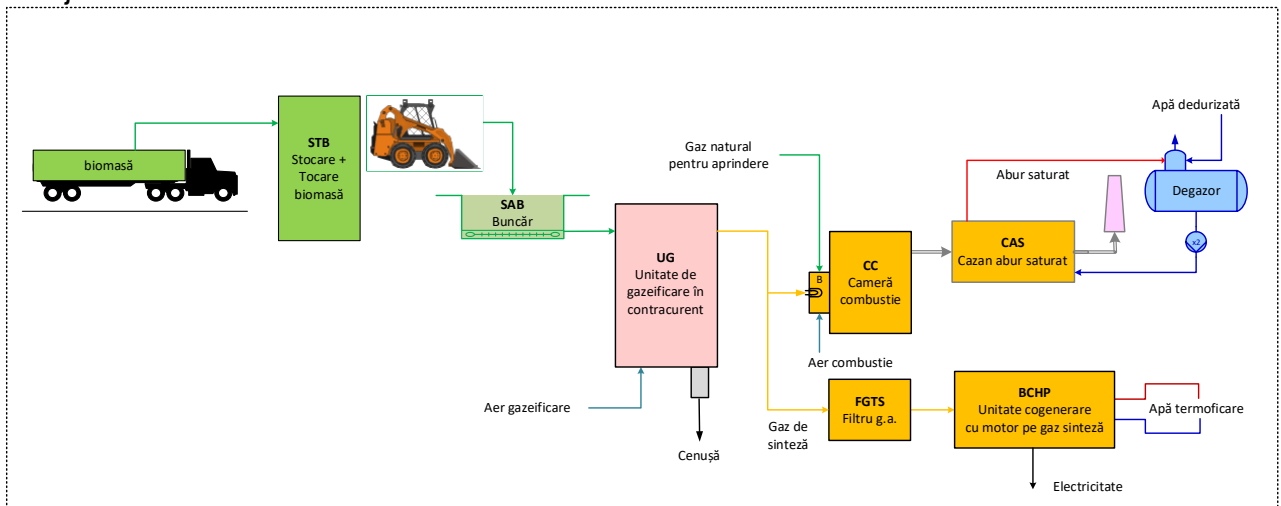 biomasă
STB
Stocare +
Tocare
biomasă
SAB
Buncăr
UG
Unitate de
gazeificare în
contracurent
Aer gazeificare
Cenușă
Gaz natural
pentru aprindere
B
CC
Cameră
combustie
Aer combustie
CAS
Cazan abur saturat
Abur saturat
Apă dedurizată
Degazor
x2
Gaz de
sinteză
FGTS
Filtru g.a.
BCHP
Unitate cogenerare
cu motor pe gaz sinteză
Apă termoficare
Electricitate